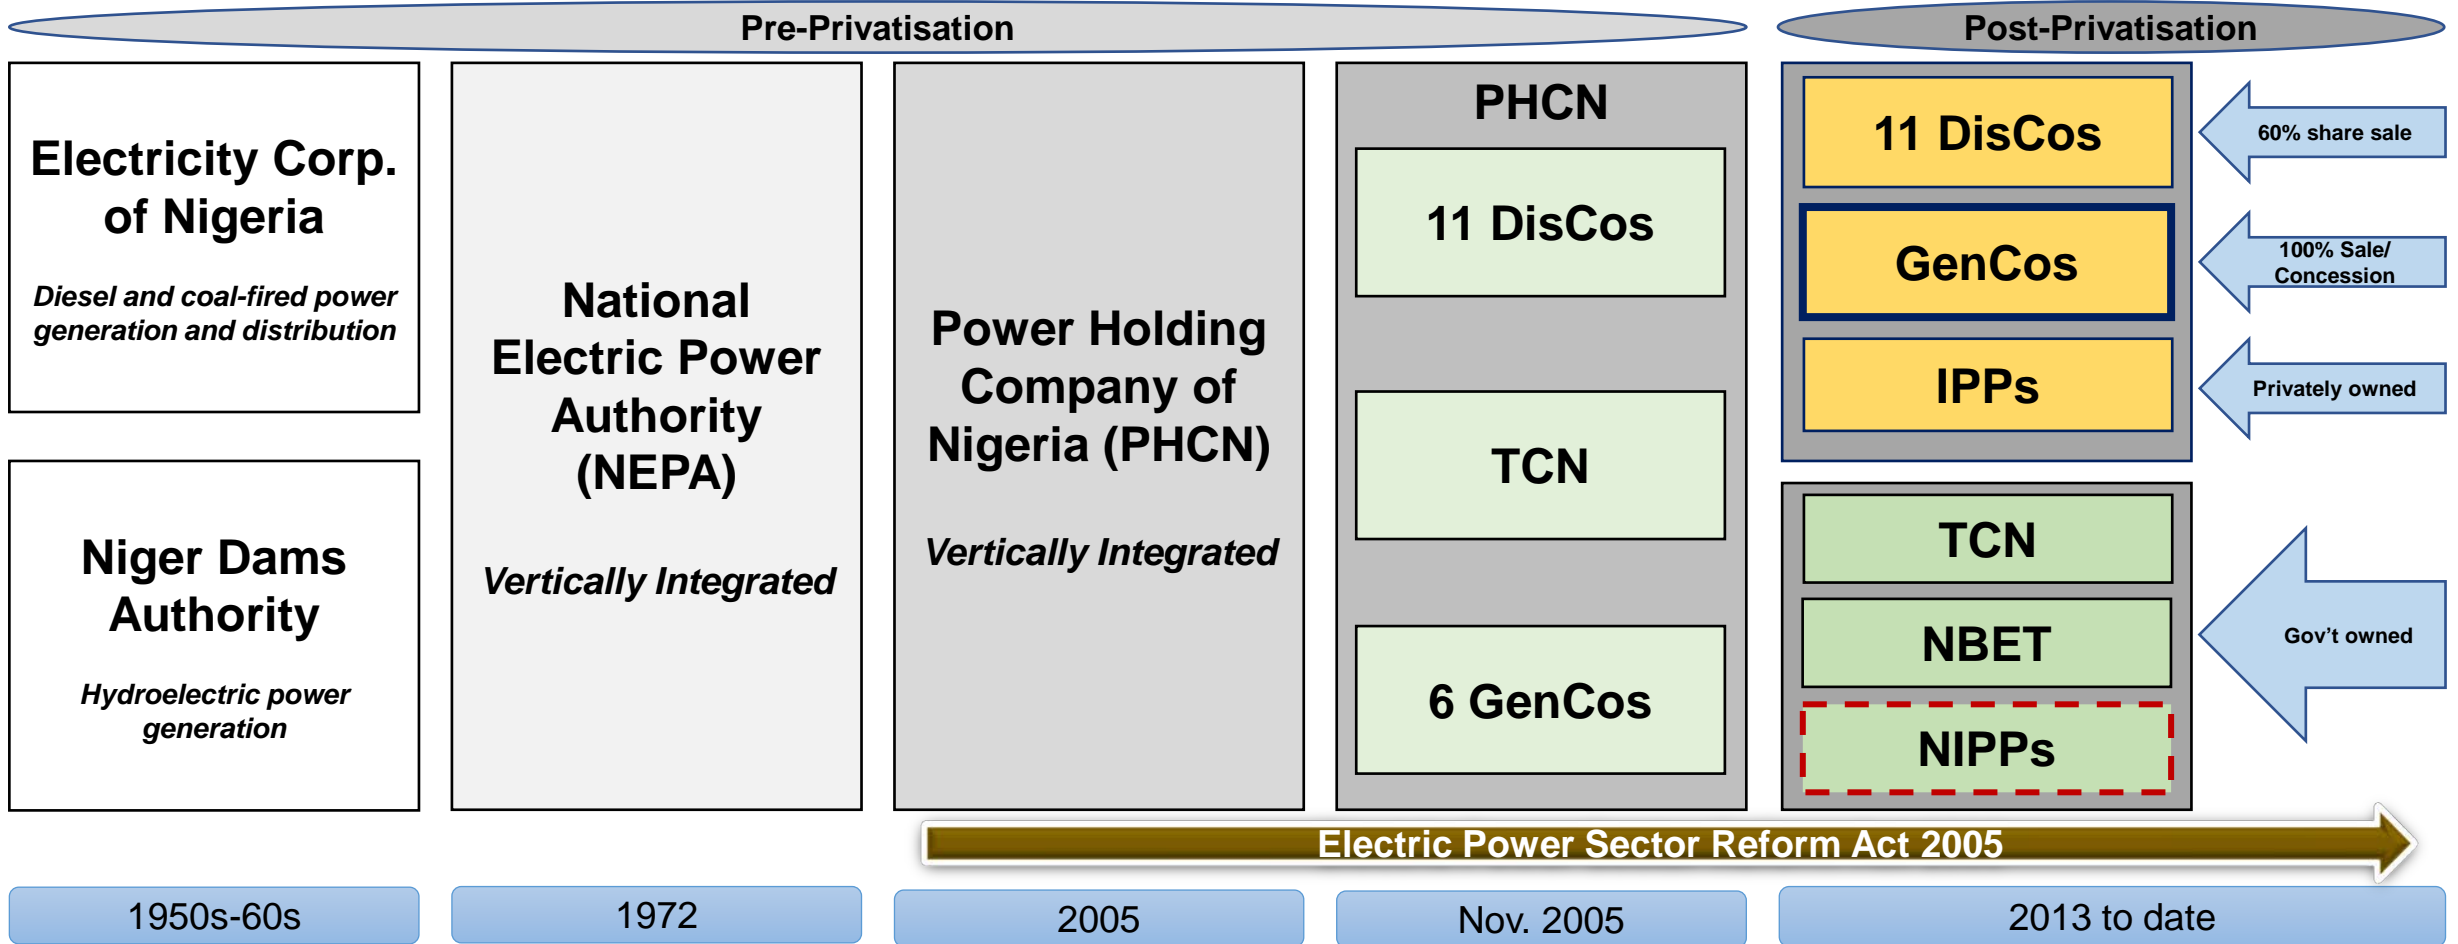 Pre-Privatisation
Post-Privatisation
Electricity Corp.
of Nigeria
Diesel and coal-fired power
generation and distribution
Niger Dams
Authority
Hydroelectric power
generation
National
Electric Power
Authority
(NEPA)
Vertically Integrated
Power Holding
Company of
Nigeria (PHCN)
Vertically Integrated
PHCN
11 DisCos
TCN
6 GenCos
11 DisCos
60% share sale
GenCos
100% Sale/
Concession
IPPs
Privately owned
TCN
NBET
NIPPs
Gov’t owned
Electric Power Sector Reform Act 2005
1950s-60s
1972
2005
Nov. 2005
2013 to date